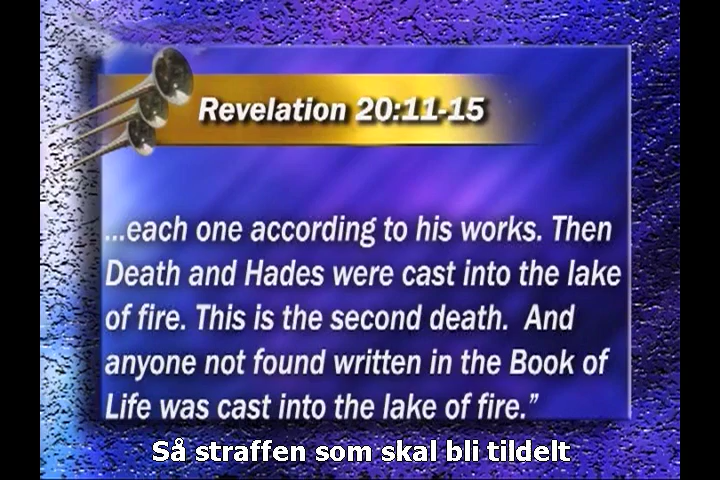 Revelation 20:11-15
...each one according to his works. Then
Death and Hades were cast into the lake
of fire. This is the second death.  And
anyone not found written in the Book of
Life was cast into the lake of fire.”
Så straffen som skal bli tildelt